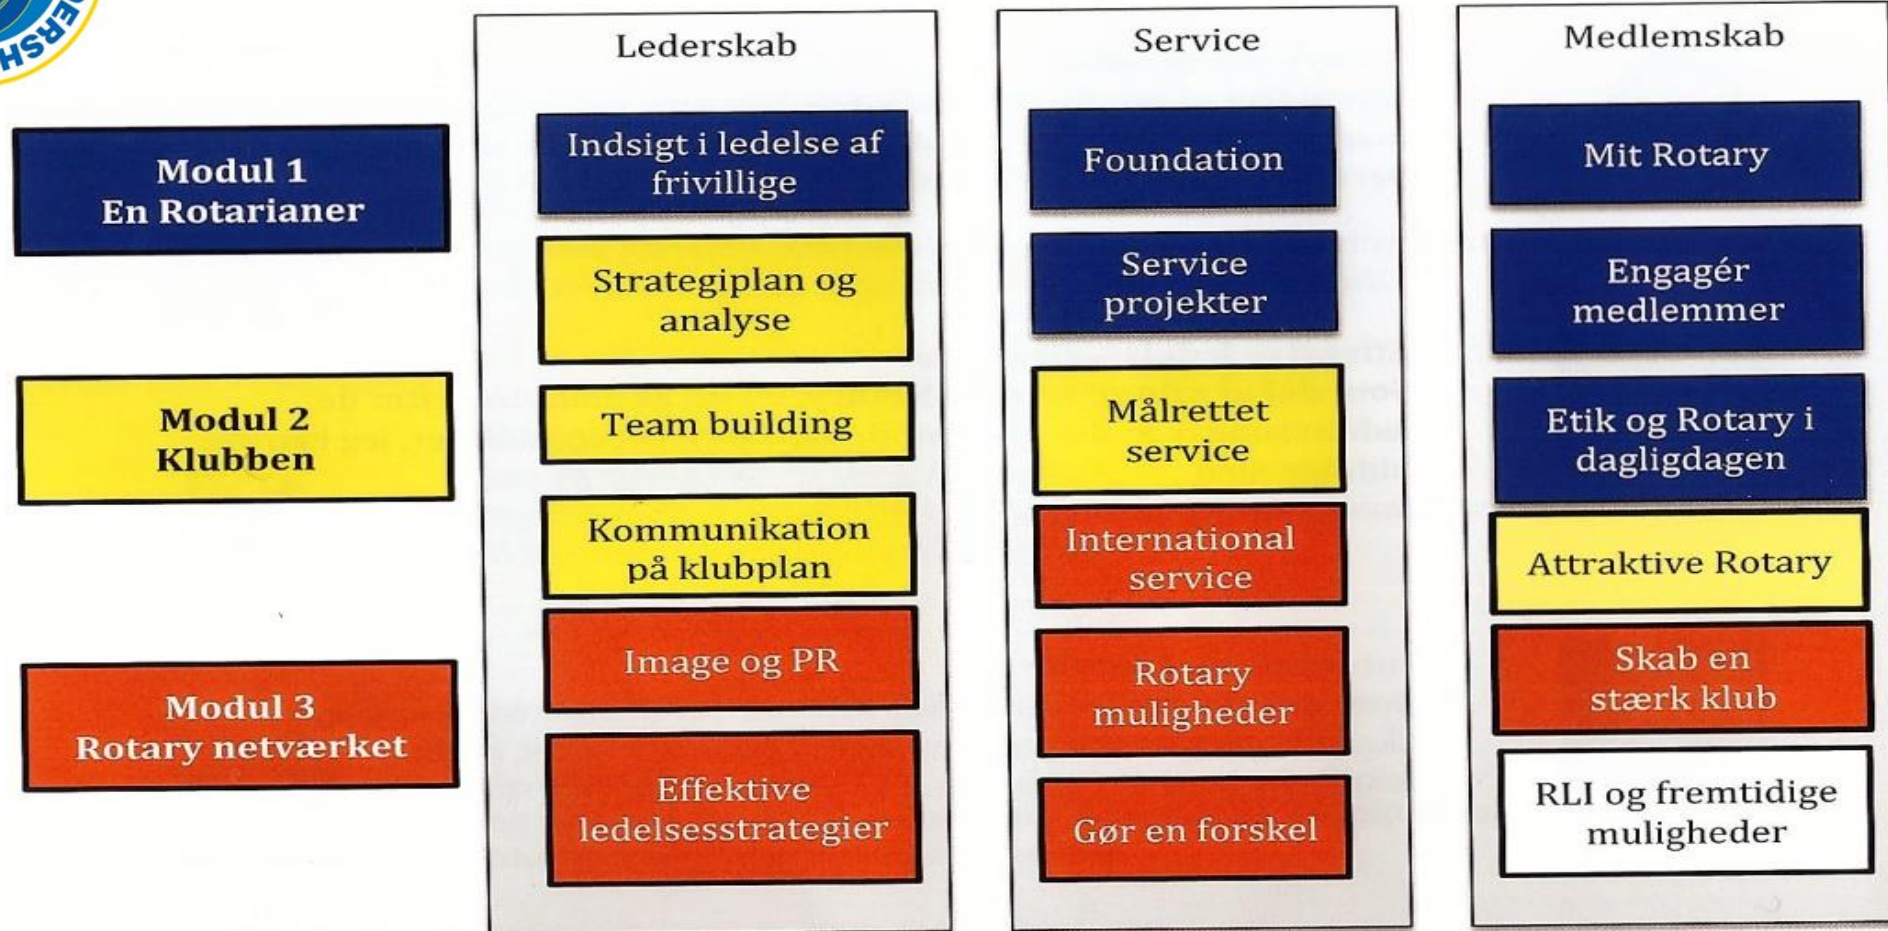 DERSH
Lederskab
Service
Medlemskab
Modul 1
En Rotarianer
Modul 2
Klubben
Modul 3
Rotary netværket
Indsigt i ledelse af
frivillige
Strategiplan og
analyse
Team building
Kommunikation
på klubplan
Image og PR
Effektive
ledelsesstrategier
Foundation
Service
projekter
Målrettet
service
International
service
Rotary
muligheder
Gør en forskel
Mit Rotary
Engagér
medlemmer
Etik og Rotary i
dagligdagen
Attraktive Rotary
Skab en
stærk klub
RLI og fremtidige
muligheder